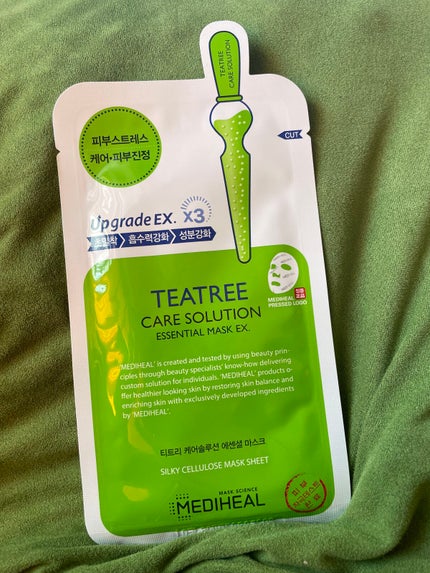 TEATREE
CARE SOLUTION
피부스트레스
케어•피부진정
CUT
UpgradeEX. X3
초밀착 흡수력강화 성분강화
TEATREE
CARE SOLUTION
ESSENTIAL MASK EX.
MEDIHEAL
PRESSED LOGO
'MEDIHEAL' is created and tested by using beauty prin-
ciples through beauty specialists' know-how delivering
custom solution for individuals. 'MEDIHEAL' products o-
ffer healthier looking skin by restoring skin balance and
enriching skin with exclusively developed ingredients
by 'MEDIHEAL'.
티트리 케어솔루션 에센셜 마스크
SILKY CELLULOSE MASK SHEET
MASK SCIENCE
MEDIHEAL